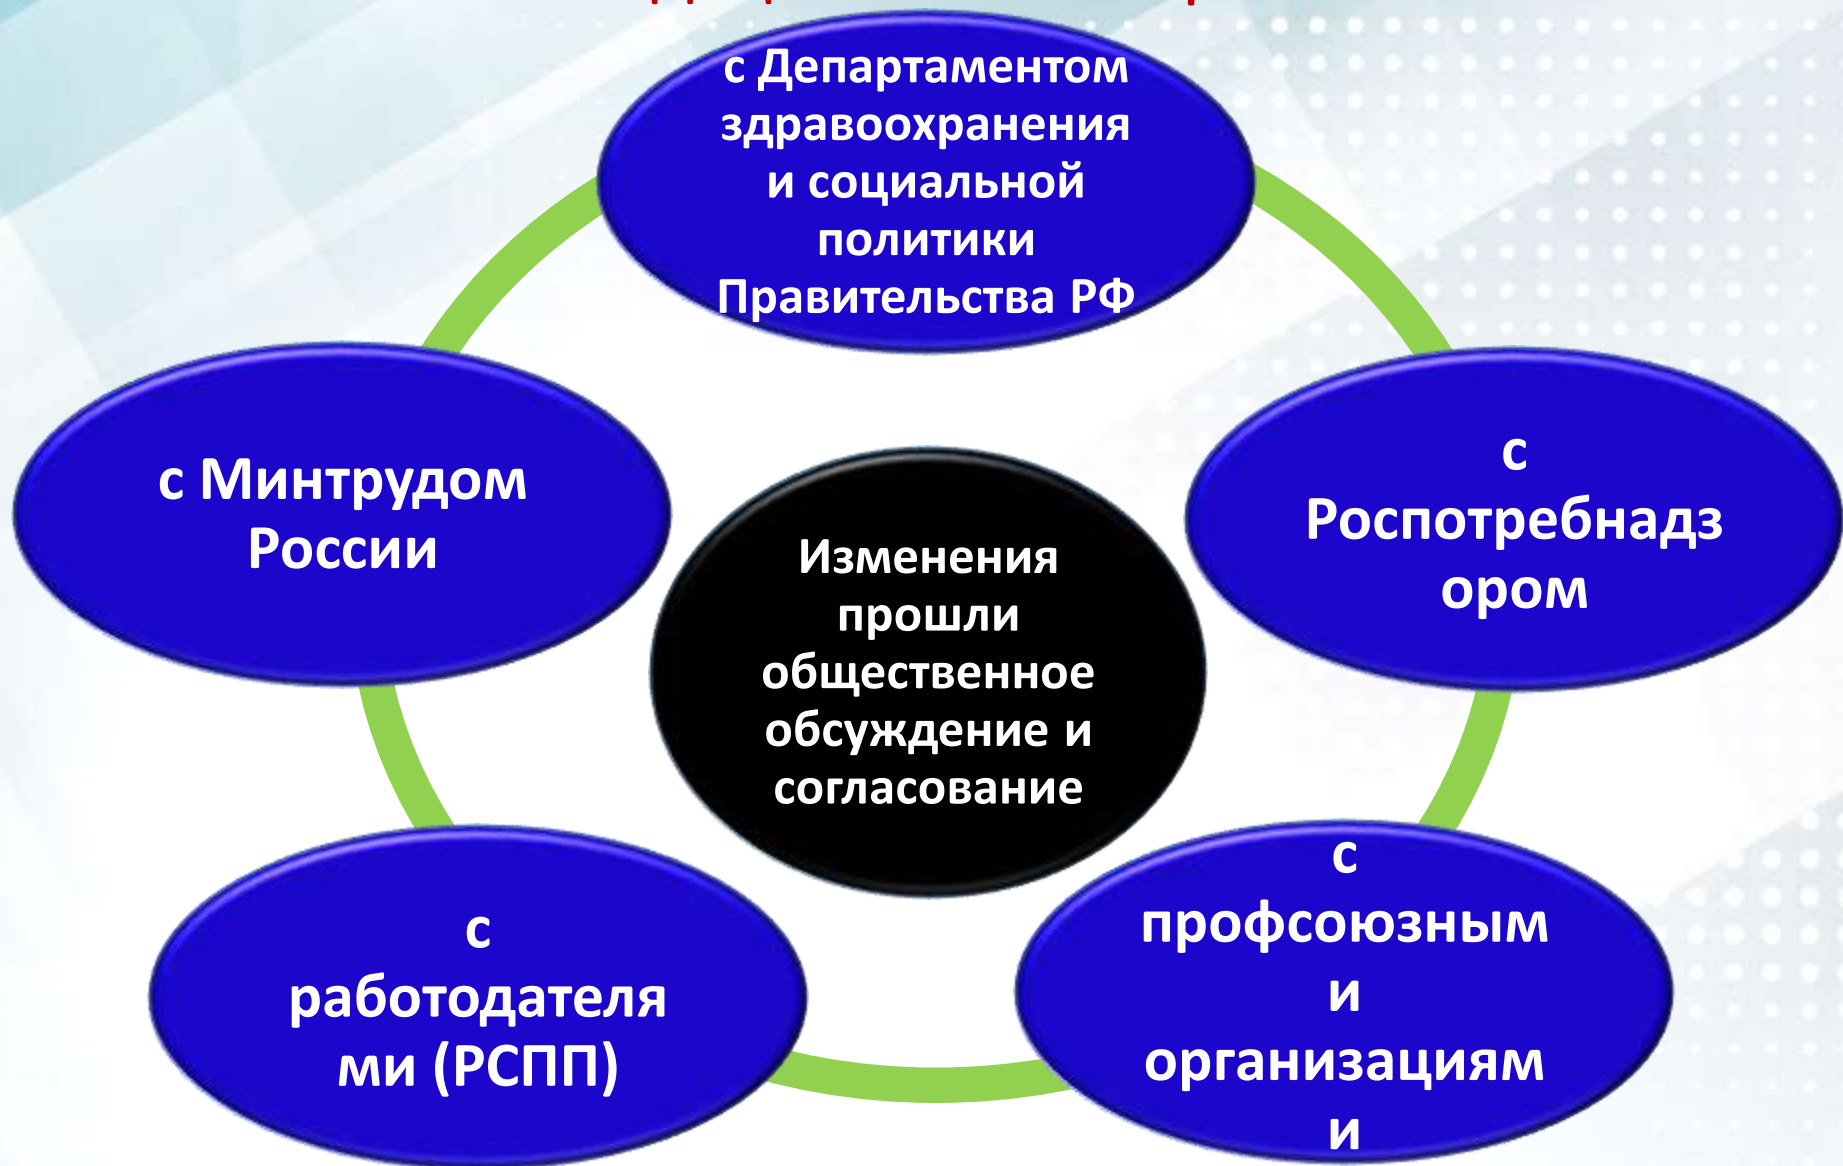 с Департаментом
здравоохранения
и социальной
политики
Правительства РФ
с Минтрудом
России
с
Роспотребнадз
ором
Изменения
прошли
общественное
обсуждение и
согласование
с
работодателя
ми (РСПП)
с
профсоюзным
и
организациям
и